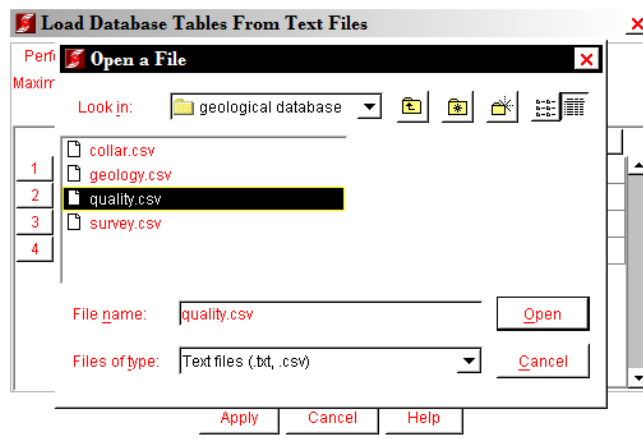 Load Database Tables From Text Files
Perf
Open a File
Maxim
Look in: geological database
collar.csv
1 geology.csv
2 quality.csv
3 survey.csv
4
File name: quality.csv Open
Files of type: Text files (.txt, .csv) Cancel
Apply Cancel Help